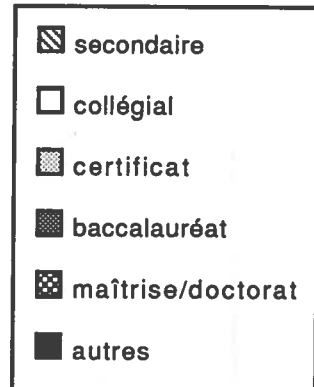 secondaire
collégial
certificat
baccalauréat
maîtrise/doctorat
autres